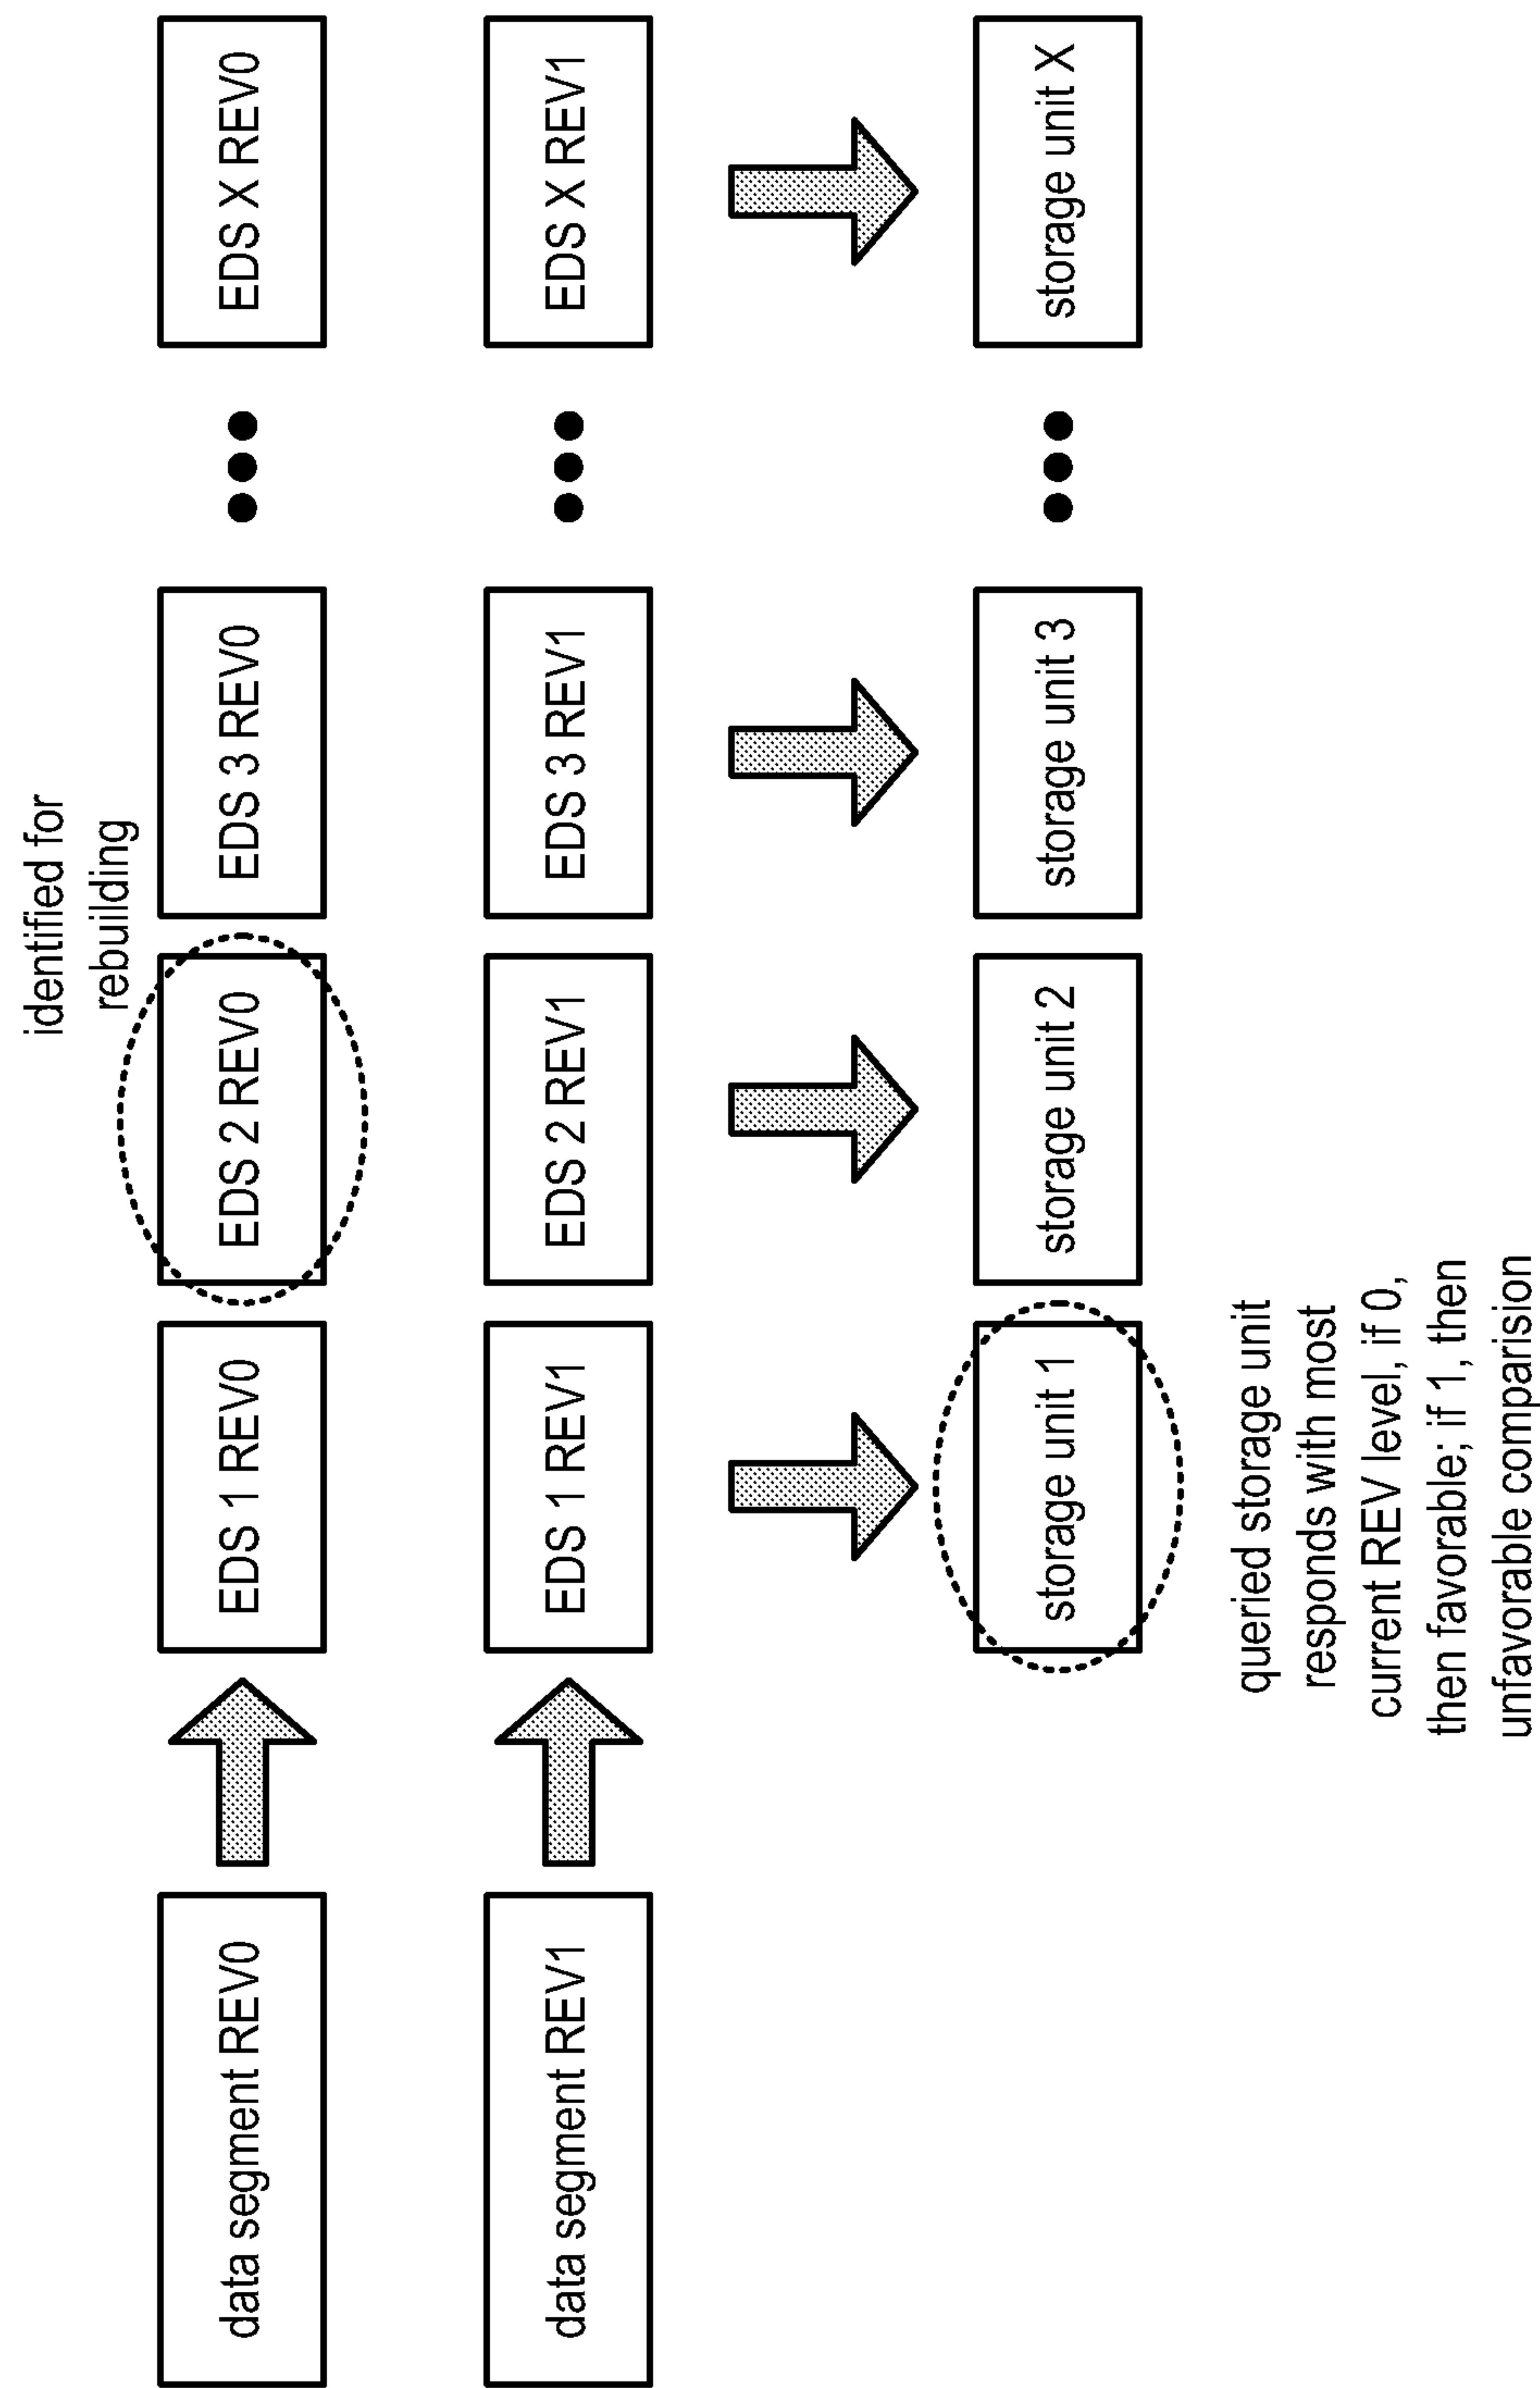 identified for
rebuilding
data segment REV0
EDS 1 REV0
EDS 2 REV0
EDS 3 REV0
EDS X REV0
data segment REV1
EDS 1 REV1
EDS 2 REV1
EDS 3 REV1
EDS X REV1
storage unit 1
storage unit 2
storage unit 3
storage unit X
queried storage unit
responds with most
current REV level, if 0,
then favorable; if 1, then
unfavorable comparision